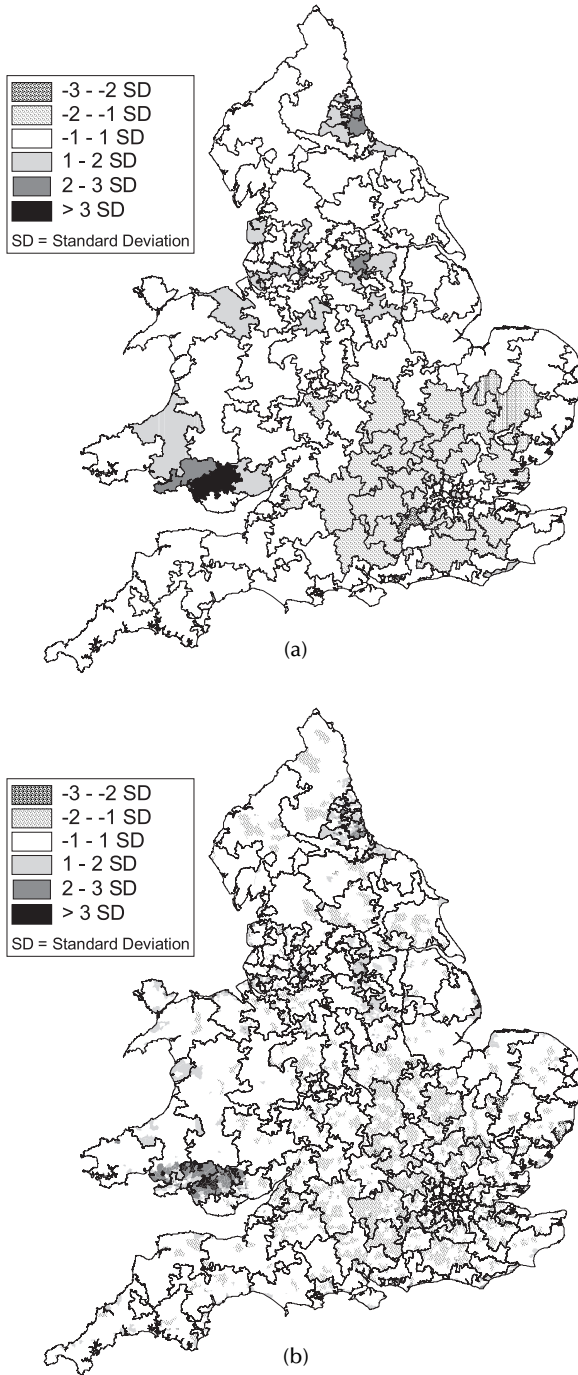 -3 - -2 SD
-2 - -1 SD
-1 - 1 SD
1 - 2 SD
2 - 3 SD
> 3 SD
SD = Standard Deviation
(a)
-3 - -2 SD
-2 - -1 SD
-1 - 1 SD
1 - 2 SD
2 - 3 SD
> 3 SD
SD = Standard Deviation
(b)